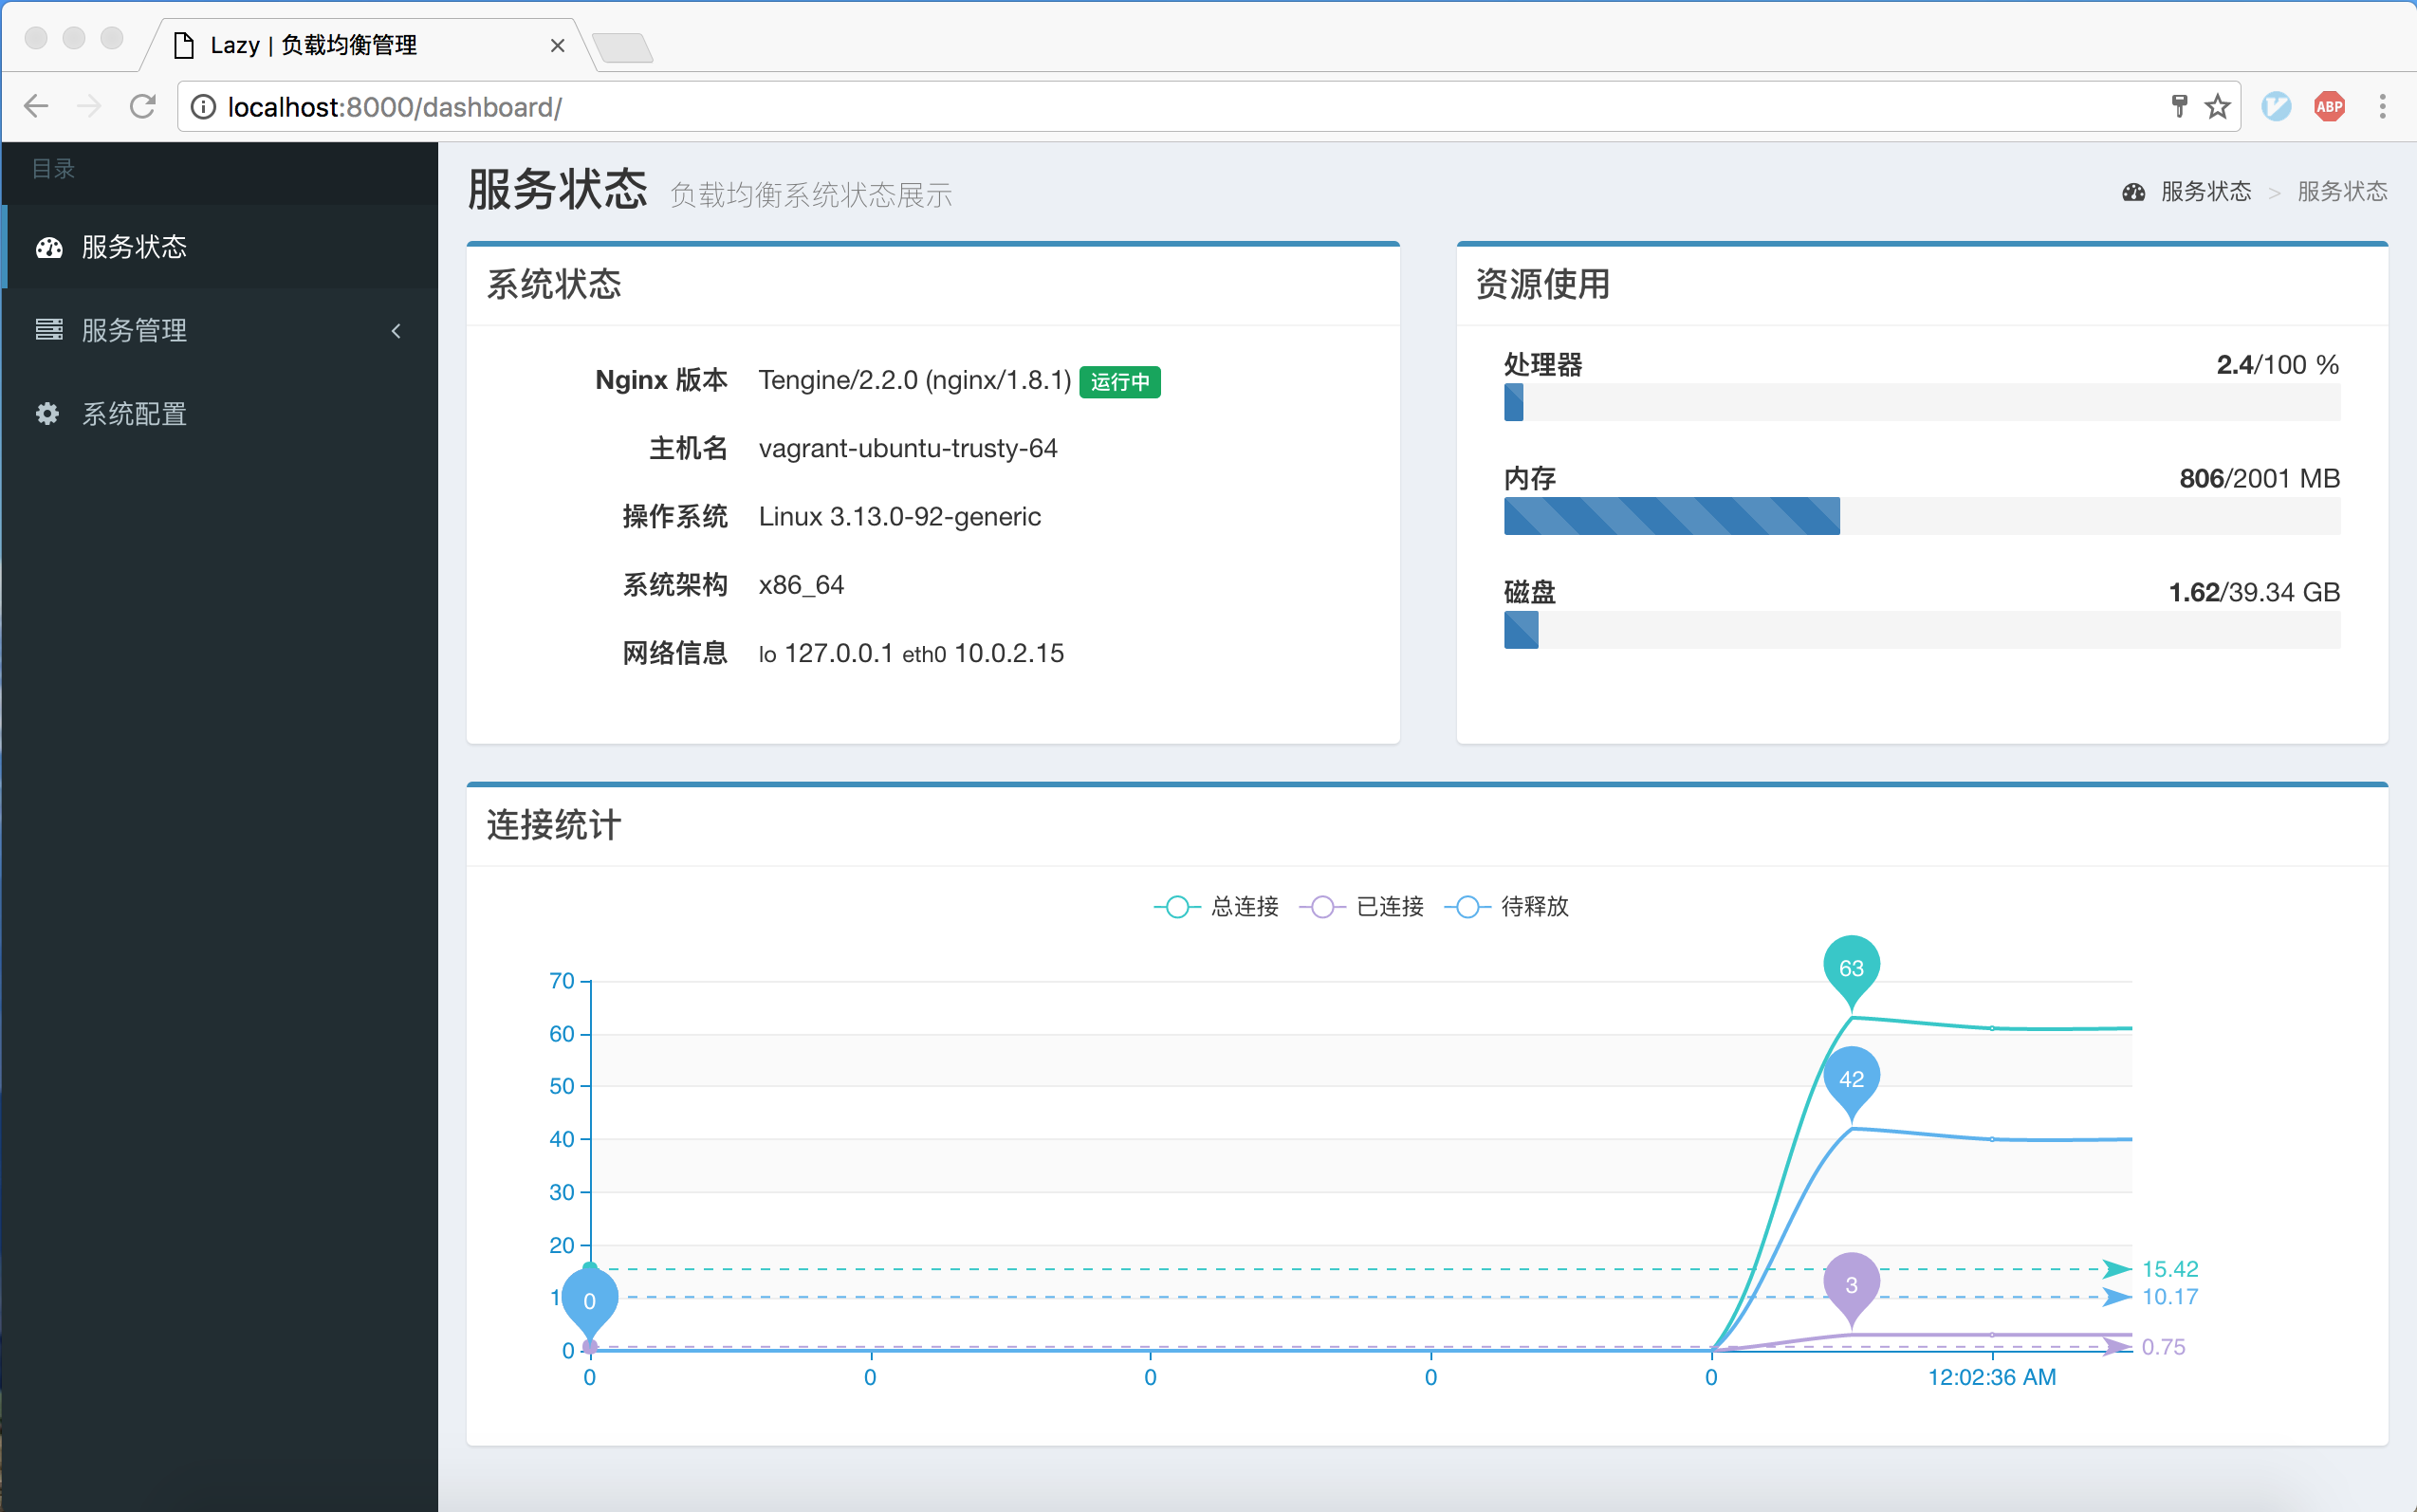 Lazy | 负载均衡管理
localhost:8000/dashboard/
ABP
目录
服务状态
服务管理
系统配置
服务状态 负载均衡系统状态展示
服务状态 > 服务状态
系统状态
Nginx 版本 Tengine/2.2.0 (nginx/1.8.1) 运行中
主机名 vagrant-ubuntu-trusty-64
操作系统 Linux 3.13.0-92-generic
系统架构 x86_64
网络信息 lo 127.0.0.1 eth0 10.0.2.15
资源使用
处理器 2.4/100 %
内存 806/2001 MB
磁盘 1.62/39.34 GB
连接统计
总连接 已连接 待释放
63
70
60
42
50
40
30
20
15.42
3
1 0 10.17
0 0.75
0 0 0 0 0 12:02:36 AM